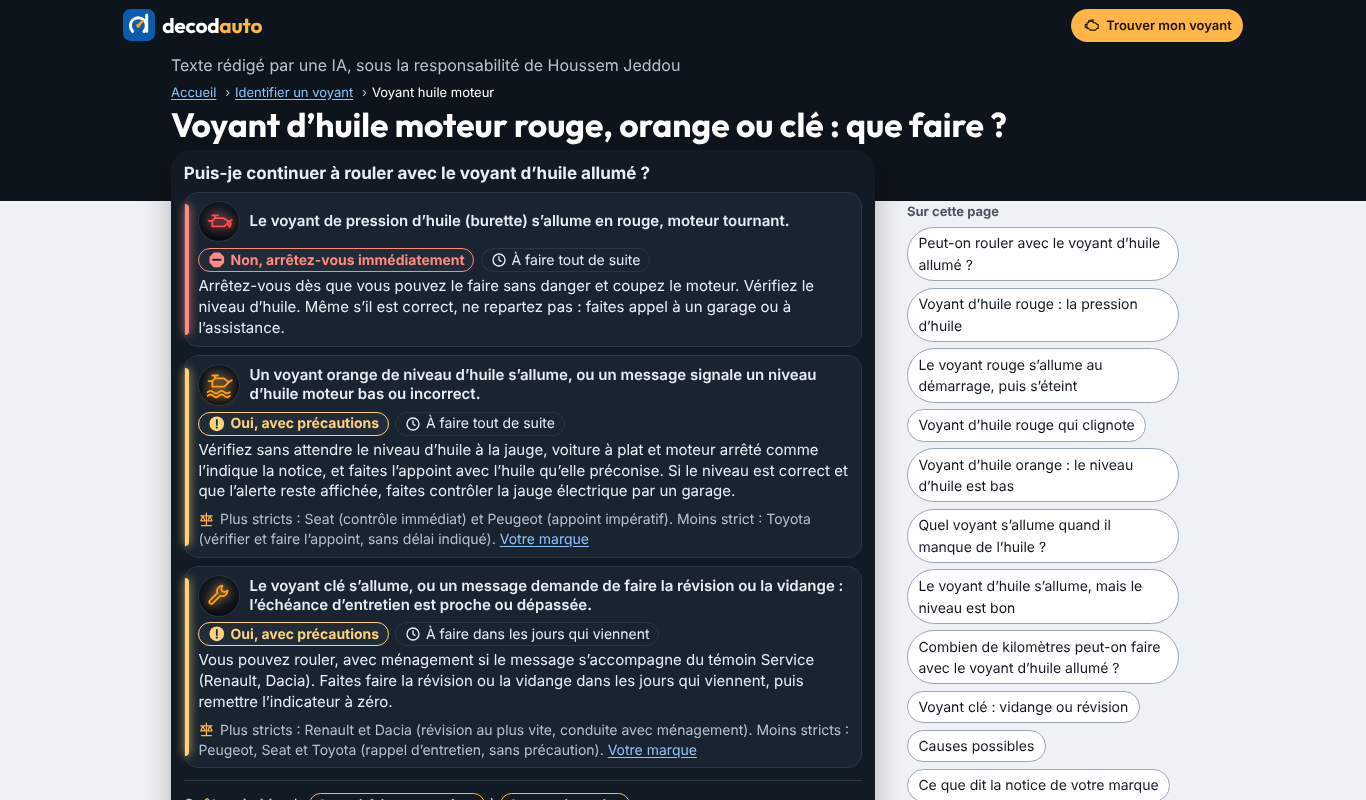 decodauto
Trouver mon voyant
Texte rédigé par une IA, sous la responsabilité de Houssem Jeddou
Accueil › Identifier un voyant › Voyant huile moteur
Voyant d’huile moteur rouge, orange ou clé : que faire ?
Puis-je continuer à rouler avec le voyant d’huile allumé ?
Le voyant de pression d’huile (burette) s’allume en rouge, moteur tournant.
Non, arrêtez-vous immédiatement
À faire tout de suite
Arrêtez-vous dès que vous pouvez le faire sans danger et coupez le moteur. Vérifiez le
niveau d’huile. Même s’il est correct, ne repartez pas : faites appel à un garage ou à
l’assistance.
Un voyant orange de niveau d’huile s’allume, ou un message signale un niveau
d’huile moteur bas ou incorrect.
Oui, avec précautions
À faire tout de suite
Vérifiez sans attendre le niveau d’huile à la jauge, voiture à plat et moteur arrêté comme
l’indique la notice, et faites l’appoint avec l’huile qu’elle préconise. Si le niveau est correct et
que l’alerte reste affichée, faites contrôler la jauge électrique par un garage.
Plus stricts : Seat (contrôle immédiat) et Peugeot (appoint impératif). Moins strict : Toyota
(vérifier et faire l’appoint, sans délai indiqué). Votre marque
Le voyant clé s’allume, ou un message demande de faire la révision ou la vidange :
l’échéance d’entretien est proche ou dépassée.
Oui, avec précautions
À faire dans les jours qui viennent
Vous pouvez rouler, avec ménagement si le message s’accompagne du témoin Service
(Renault, Dacia). Faites faire la révision ou la vidange dans les jours qui viennent, puis
remettre l’indicateur à zéro.
Plus stricts : Renault et Dacia (révision au plus vite, conduite avec ménagement). Moins stricts :
Peugeot, Seat et Toyota (rappel d’entretien, sans précaution). Votre marque
Sur cette page
Peut-on rouler avec le voyant d’huile
allumé ?
Voyant d’huile rouge : la pression
d’huile
Le voyant rouge s’allume au
démarrage, puis s’éteint
Voyant d’huile rouge qui clignote
Voyant d’huile orange : le niveau
d’huile est bas
Quel voyant s’allume quand il
manque de l’huile ?
Le voyant d’huile s’allume, mais le
niveau est bon
Combien de kilomètres peut-on faire
avec le voyant d’huile allumé ?
Voyant clé : vidange ou révision
Causes possibles
Ce que dit la notice de votre marque